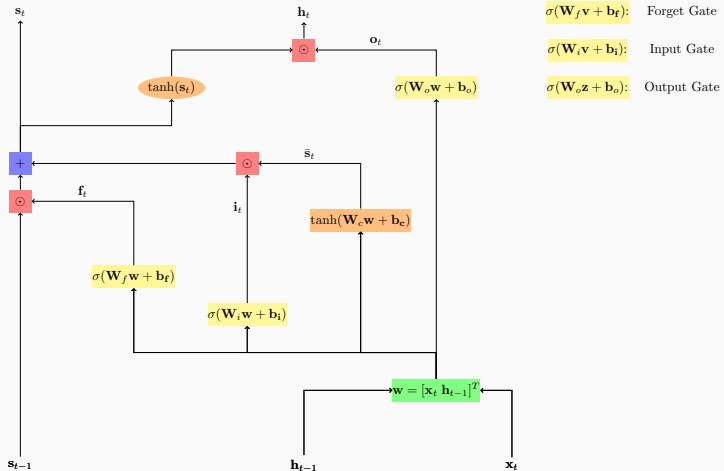 s_t
h_t
σ(W_f v + b_f): Forget Gate
σ(W_i v + b_i): Input Gate
σ(W_o z + b_o): Output Gate
⊙
o_t
tanh(s_t)
σ(W_o w + b_o)
+
⊙
s̄_t
⊙
f_t
i_t
tanh(W_c w + b_c)
σ(W_f w + b_f)
σ(W_i w + b_i)
w = [x_t h_{t-1}]^T
s_{t-1}
h_{t-1}
x_t